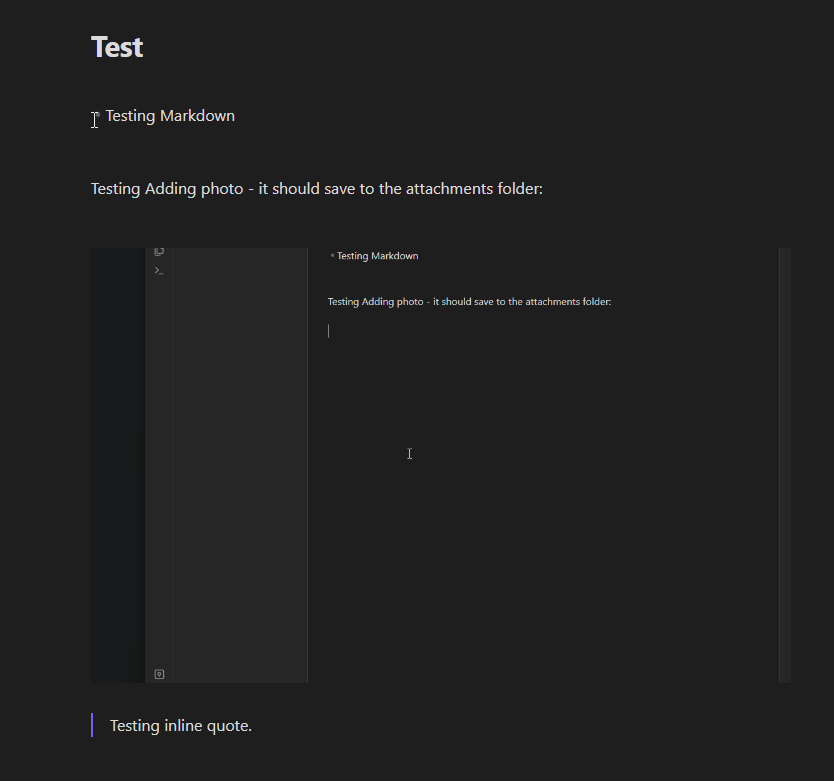 Test
Testing Markdown
Testing Adding photo - it should save to the attachments folder:
Testing Markdown
Testing Adding photo - it should save to the attachments folder:
Testing inline quote.